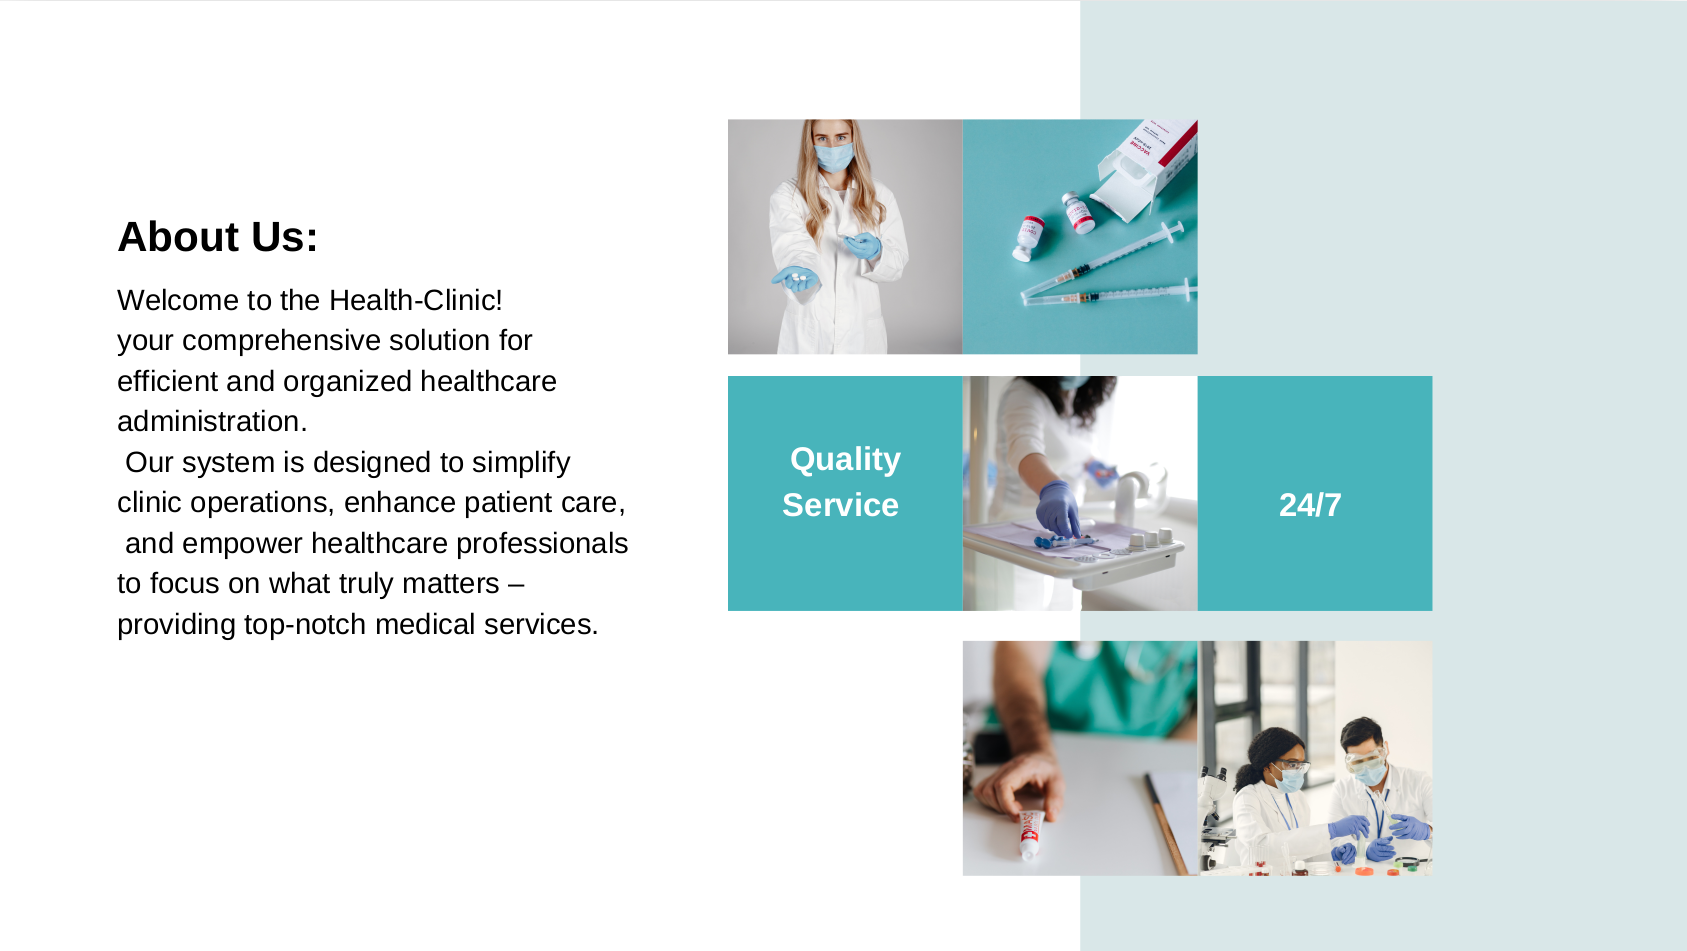 About Us:
Welcome to the Health-Clinic!
your comprehensive solution for
efficient and organized healthcare
administration.
Our system is designed to simplify
clinic operations, enhance patient care,
and empower healthcare professionals
to focus on what truly matters –
providing top-notch medical services.
VACCINE
Quality
Service
24/7